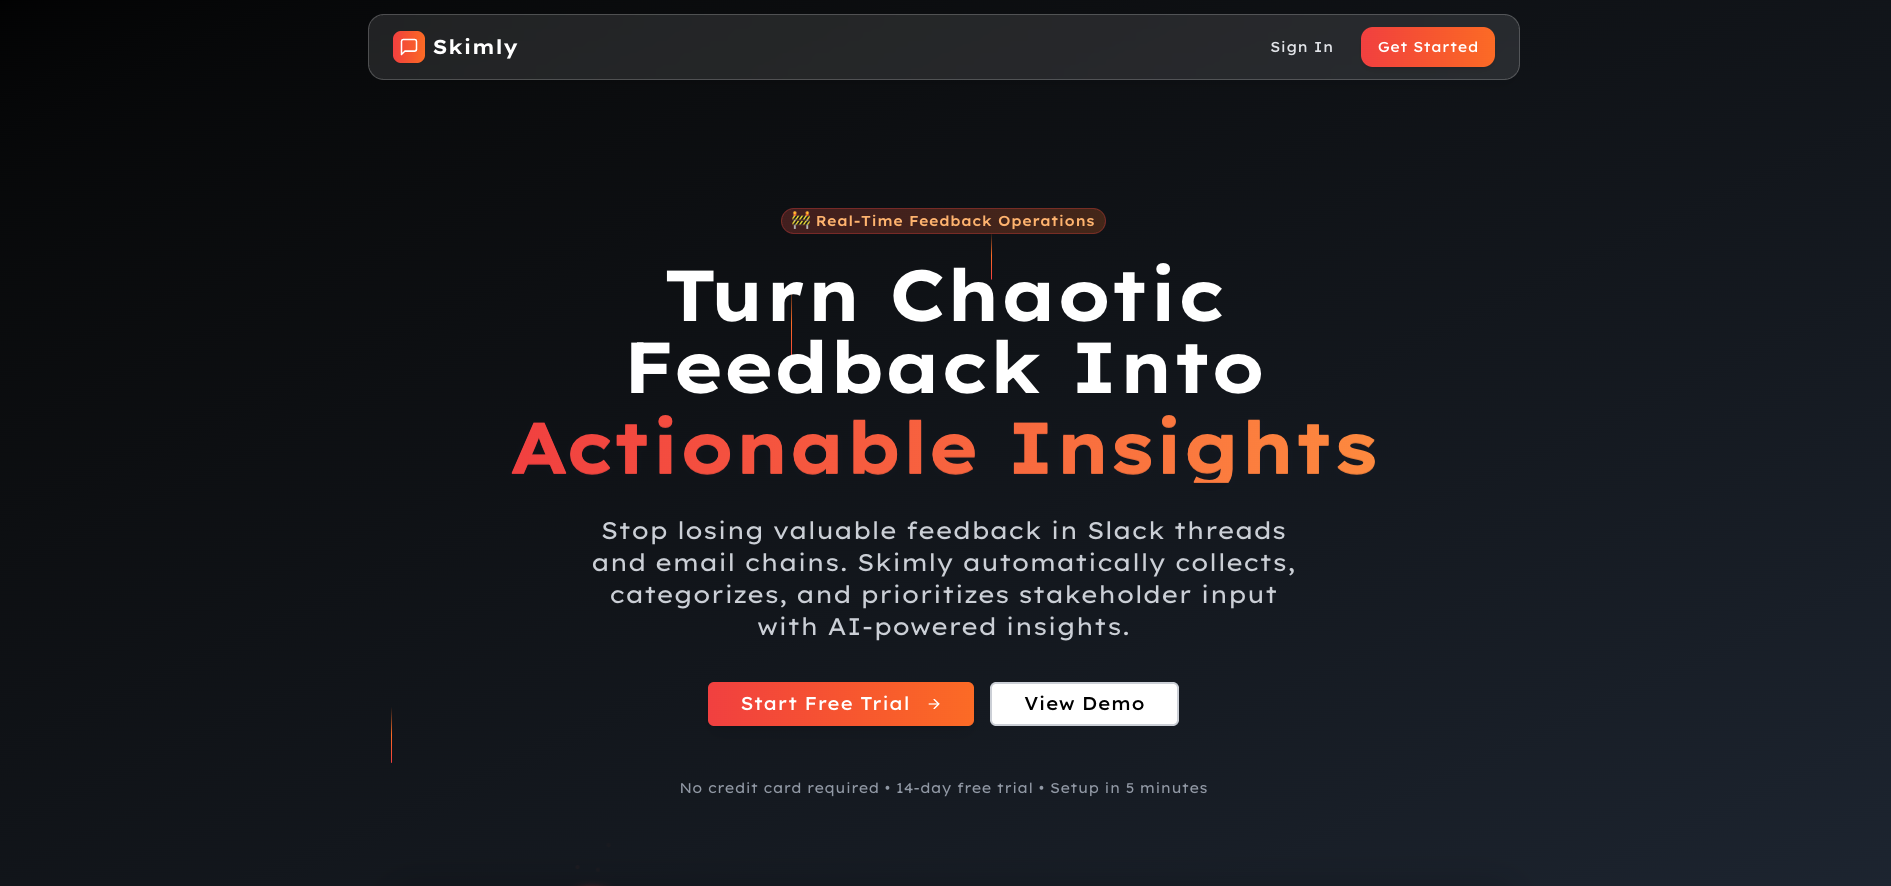 Skimly
Sign In
Get Started
🚧 Real-Time Feedback Operations
Turn Chaotic
Feedback Into
Actionable Insights
Stop losing valuable feedback in Slack threads
and email chains. Skimly automatically collects,
categorizes, and prioritizes stakeholder input
with AI-powered insights.
Start Free Trial →
View Demo
No credit card required • 14-day free trial • Setup in 5 minutes